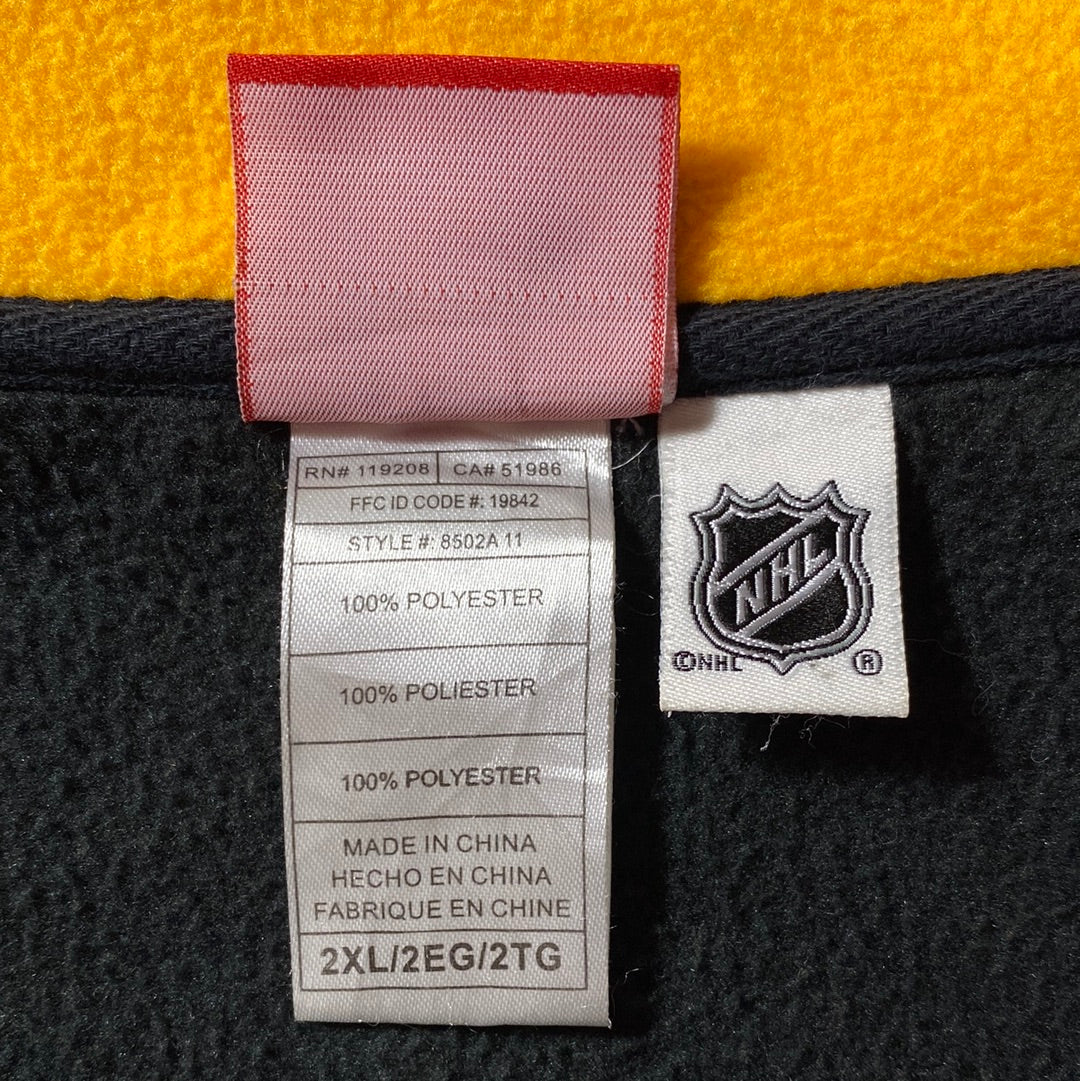 RN# 119208 CA# 51986
FFC ID CODE #: 19842
STYLE #: 8502A 11
100% POLYESTER
100% POLIESTER
100% POLYESTER
MADE IN CHINA
HECHO EN CHINA
FABRIQUE EN CHINE
2XL/2EG/2TG
NHL
©NHL ®